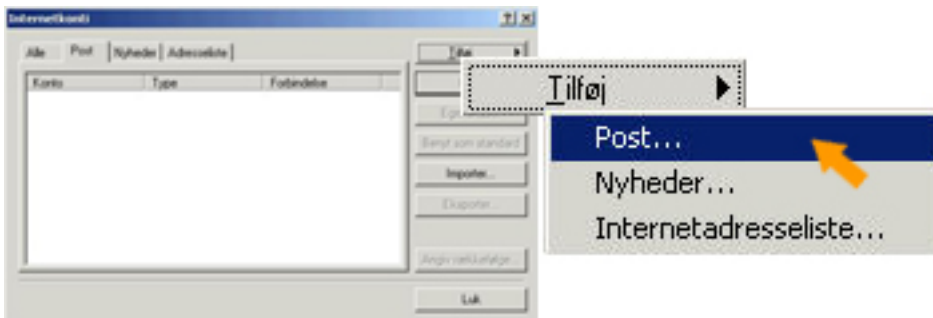 Internetkonti
Alle Post Nyheder Adresseliste
Tilføj
Konto Type Forbindelse
Benyt som standard
Importer...
Eksporter...
Angiv rækkefølge...
Luk
Tilføj
Post...
Nyheder...
Internetadresseliste...